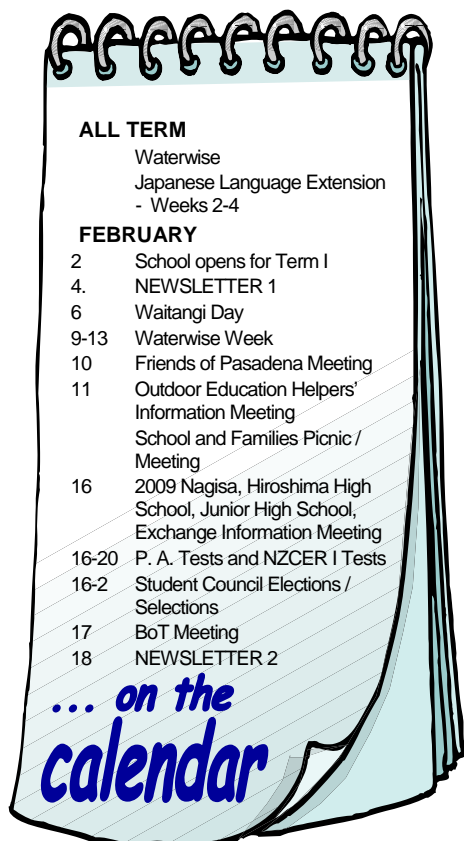 ALL TERM
Waterwise
Japanese Language Extension
- Weeks 2-4
FEBRUARY
2 School opens for Term I
4. NEWSLETTER 1
6 Waitangi Day
9-13 Waterwise Week
10 Friends of Pasadena Meeting
11 Outdoor Education Helpers'
Information Meeting
School and Families Picnic /
Meeting
16 2009 Nagisa, Hiroshima High
School, Junior High School,
Exchange Information Meeting
16-20 P. A. Tests and NZCER I Tests
16-2 Student Council Elections /
Selections
17 BoT Meeting
18 NEWSLETTER 2
... on the
calendar